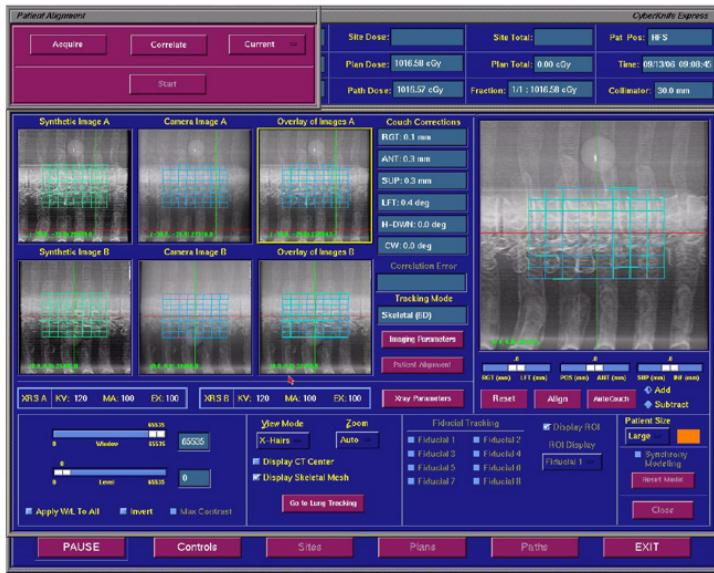 Patient Alignment
CyberKnife Express
Acquire
Correlate
Current
Start
Site Dose:
Site Total:
Pat Pos: HFS
Plan Dose: 1016.58 cGy
Plan Total: 0.00 cGy
Time: 09/13/06 09:08:45
Path Dose: 1016.57 cGy
Fraction: 1/1 : 1016.58 cGy
Collimator: 30.0 mm
Synthetic Image A
Camera Image A
Overlay of Images A
Couch Corrections
RGT: 0.1 mm
ANT: 0.3 mm
SUP: 0.3 mm
LFT: 0.4 deg
H-DWN: 0.0 deg
CW: 0.0 deg
Synthetic Image B
Camera Image B
Overlay of Images B
Correlation Error
Tracking Mode
Skeletal (6D)
Imaging Parameters
Patient Alignment
Xray Parameters
XRS A KV: 120 MA: 100 EX: 100
XRS B KV: 120 MA: 100 EX: 100
.0 .0 .0
RGT (mm) LFT (mm) POS (mm) ANT (mm) SUP (mm) INF (mm)
Reset
Align
AutoCouch
Add
Subtract
65535
0 Window 65535
65535
0
0 Level 65535
0
Apply W/L To All
Invert
Max Contrast
View Mode
Zoom
X-Hairs
Auto
Display CT Center
Display Skeletal Mesh
Go to Lung Tracking
Fiducial Tracking
Fiducial 1
Fiducial 2
Fiducial 3
Fiducial 4
Fiducial 5
Fiducial 6
Fiducial 7
Fiducial 8
Display ROI
ROI Display
Fiducial 1
Patient Size
Large
Synchrony
Modeling
Reset Model
Close
PAUSE
Controls
Sites
Plans
Paths
EXIT